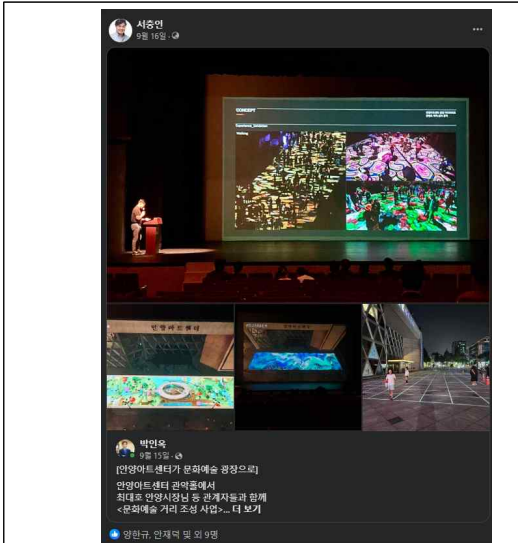 서충인
9월 16일
CONCEPT
Walking
안양아트센터
박인옥
9월 15일
[안양아트센터가 문화예술 광장으로]
안양아트센터 관악홀에서
최대호 안양시장님 등 관계자들과 함께
<문화예술 거리 조성 사업>... 더 보기
양한규, 안재덕 및 외 9명